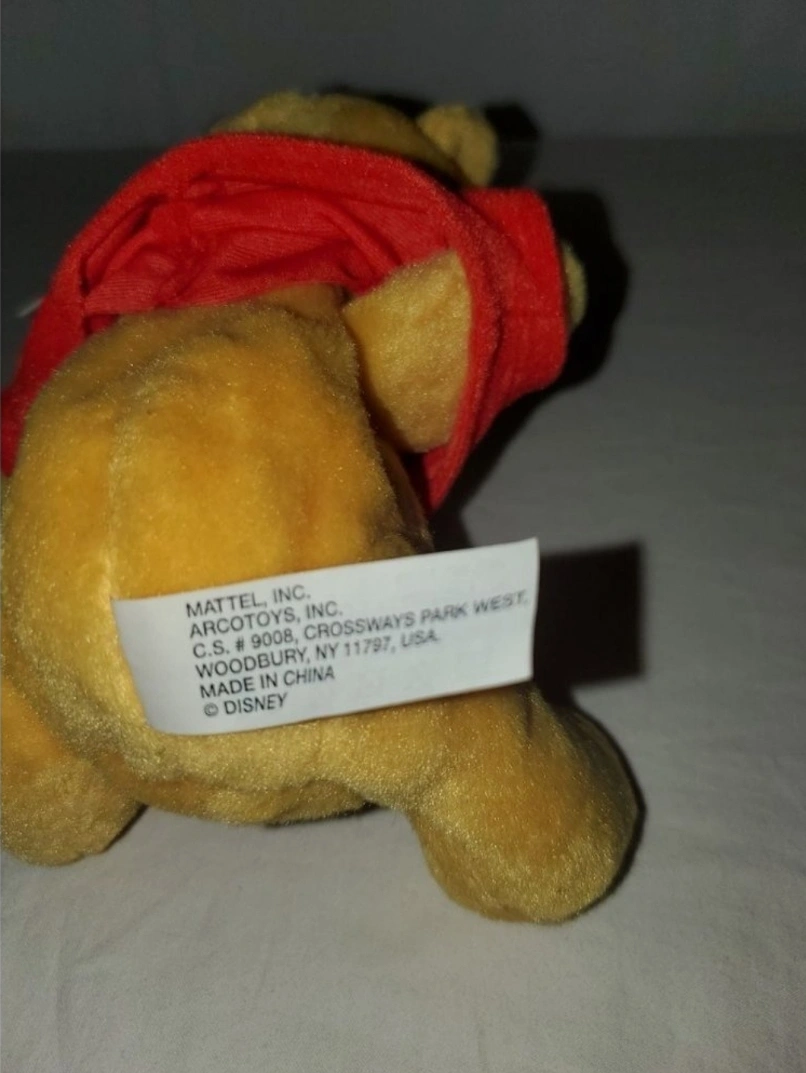 MATTEL, INC.
ARCOTOYS, INC.
C.S. # 9008, CROSSWAYS PARK WEST,
WOODBURY, NY 11797, USA.
MADE IN CHINA
© DISNEY